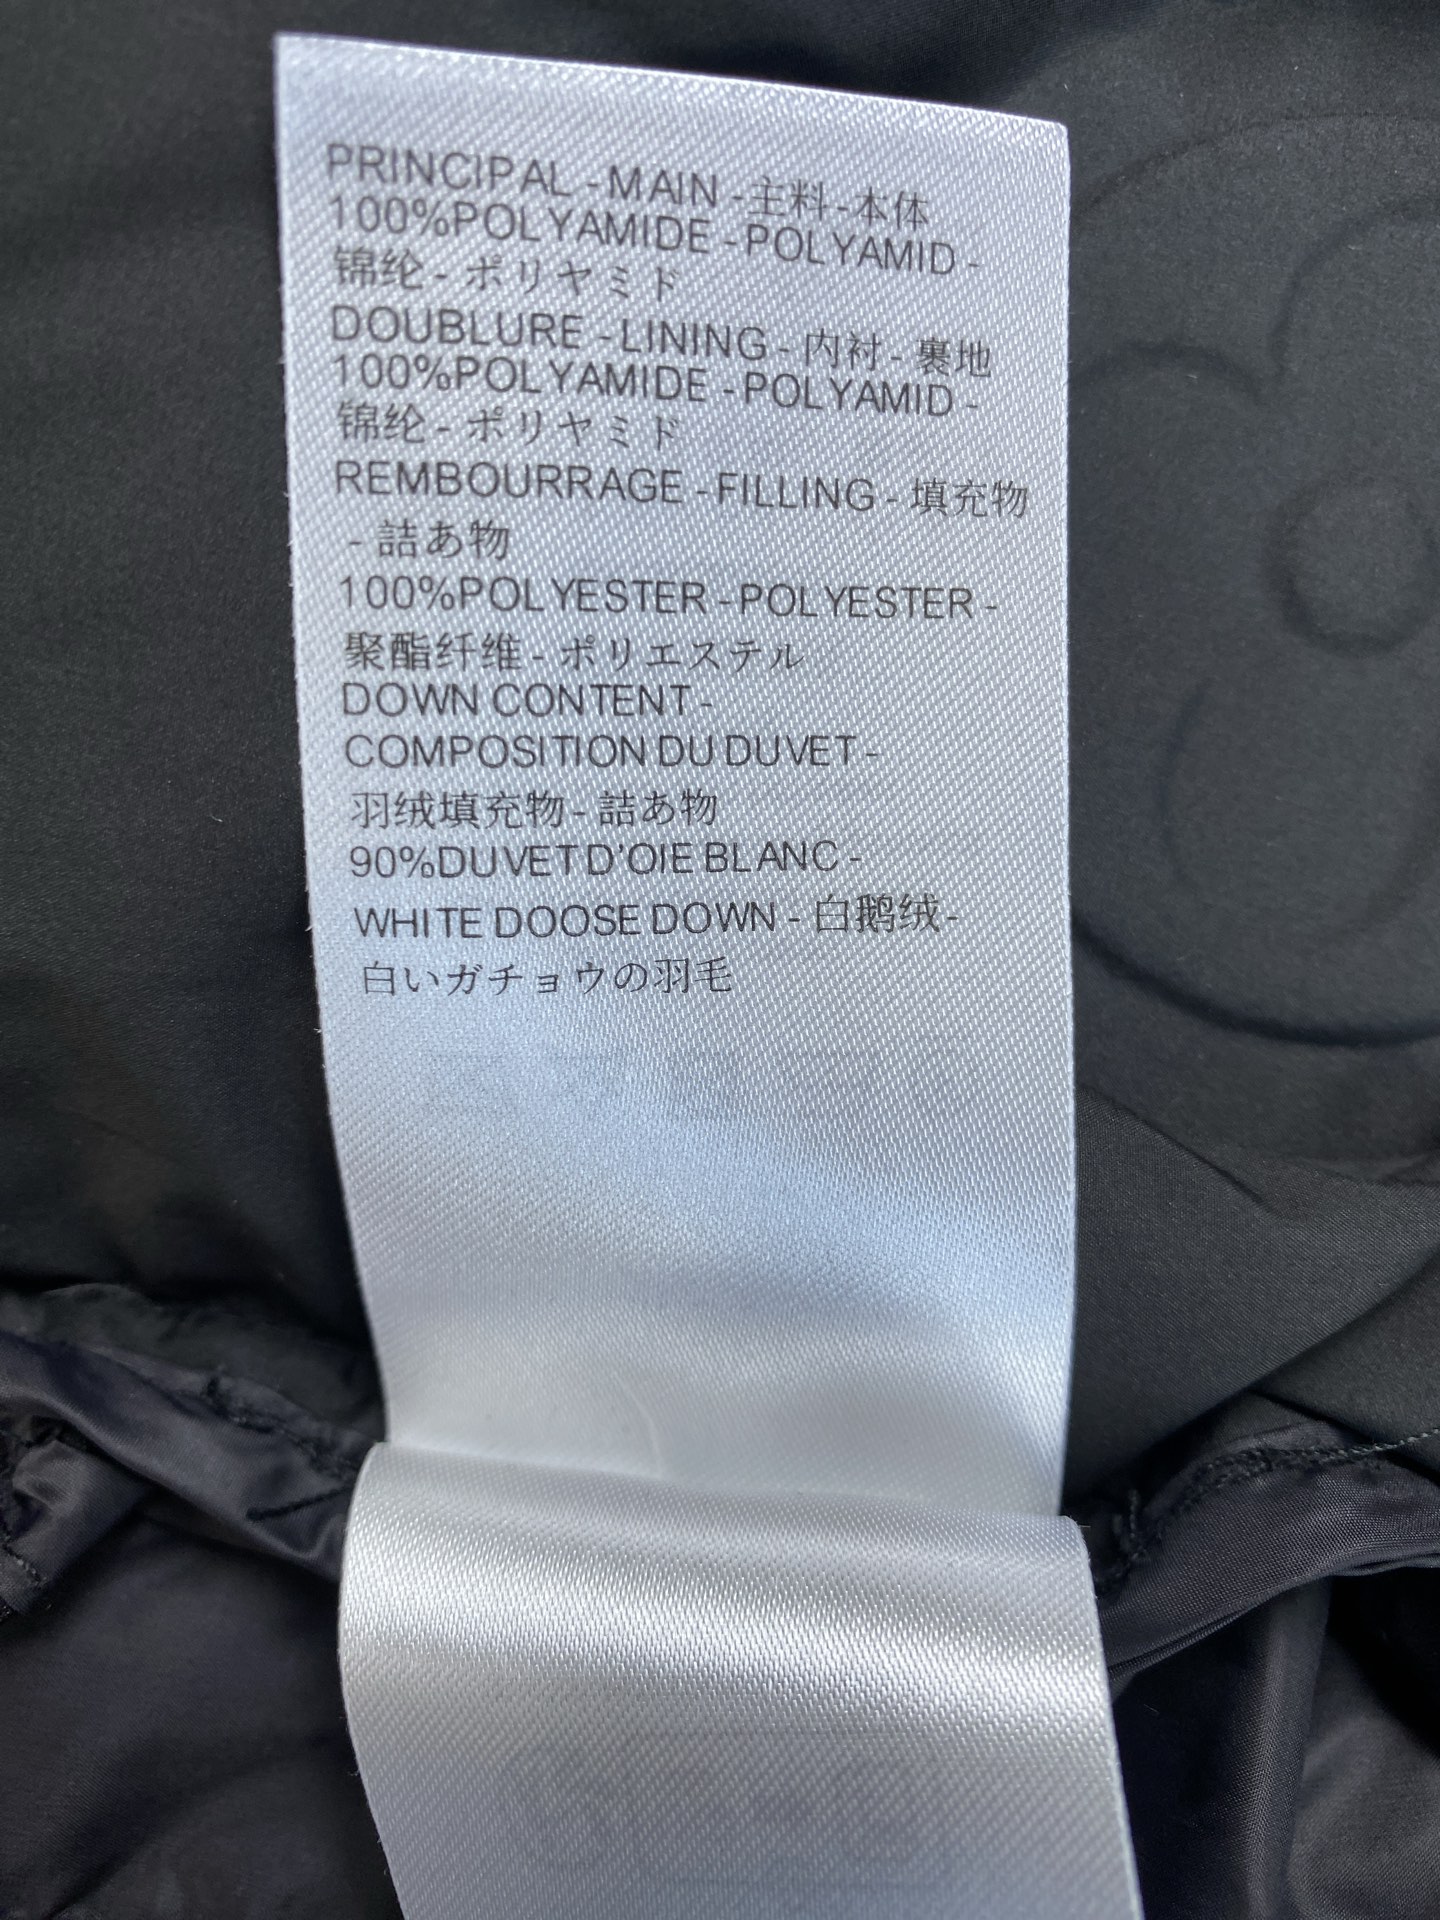 PRINCIPAL - MAIN - 主料 - 本体
100%POLYAMIDE - POLYAMID -
锦纶 - ポリヤミド
DOUBLURE - LINING - 内衬 - 裏地
100%POLYAMIDE - POLYAMID -
锦纶 - ポリヤミド
REMBOURRAGE - FILLING - 填充物
- 詰あ物
100%POLYESTER - POLYESTER -
聚酯纤维 - ポリエステル
DOWN CONTENT -
COMPOSITION DU DUVET -
羽绒填充物 - 詰あ物
90%DUVET D'OIE BLANC -
WHITE DOOSE DOWN - 白鹅绒 -
白いガチョウの羽毛